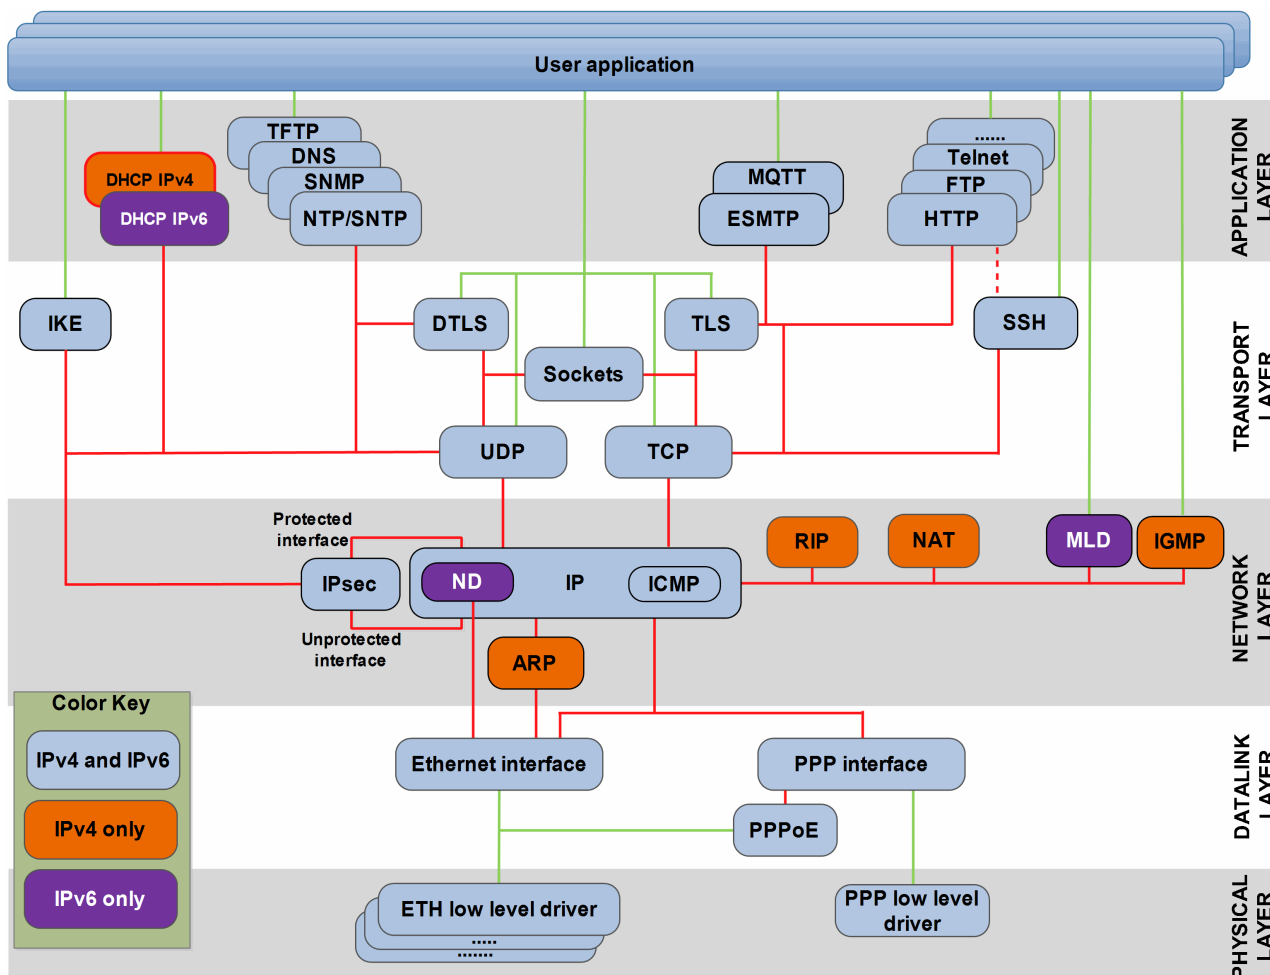 User application
APPLICATION
LAYER
TFTP
DNS
SNMP
NTP/SNTP
DHCP IPv4
DHCP IPv6
MQTT
ESMTP
......
Telnet
FTP
HTTP
TRANSPORT
LAYER
IKE
DTLS
TLS
SSH
Sockets
UDP
TCP
NETWORK
LAYER
Protected
interface
IPsec
Unprotected
interface
ND
IP
ICMP
RIP
NAT
MLD
IGMP
ARP
Color Key
IPv4 and IPv6
IPv4 only
IPv6 only
DATALINK
LAYER
Ethernet interface
PPP interface
PPPoE
PHYSICAL
LAYER
ETH low level driver
.....
.......
PPP low level
driver